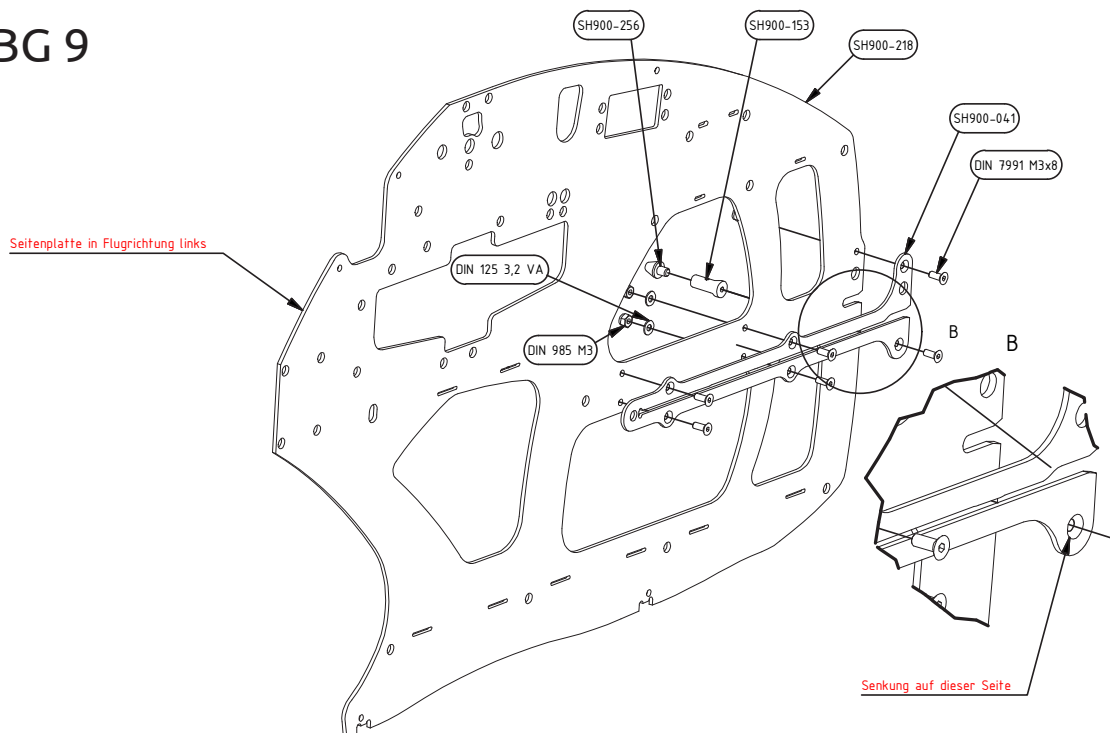 BG 9
SH900-256
SH900-153
SH900-218
SH900-041
DIN 7991 M3x8
Seitenplatte in Flugrichtung links
DIN 125 3,2 VA
DIN 985 M3
B
B
Senkung auf dieser Seite